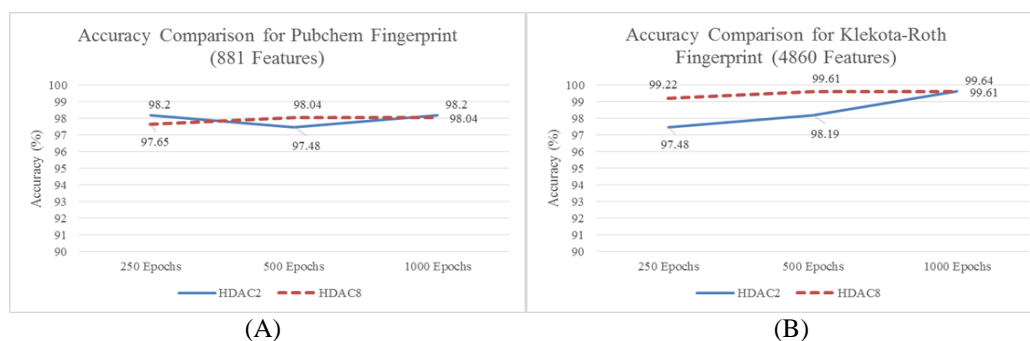 Accuracy Comparison for Pubchem Fingerprint
(881 Features)
Accuracy (%)
100
99
98
97
96
95
94
93
92
91
90
98.2
98.04
98.2
97.65
97.48
98.04
250 Epochs
500 Epochs
1000 Epochs
HDAC2
HDAC8
(A)
Accuracy Comparison for Klekota-Roth
Fingerprint (4860 Features)
Accuracy (%)
100
99
98
97
96
95
94
93
92
91
90
99.22
99.61
99.64
99.61
97.48
98.19
250 Epochs
500 Epochs
1000 Epochs
HDAC2
HDAC8
(B)